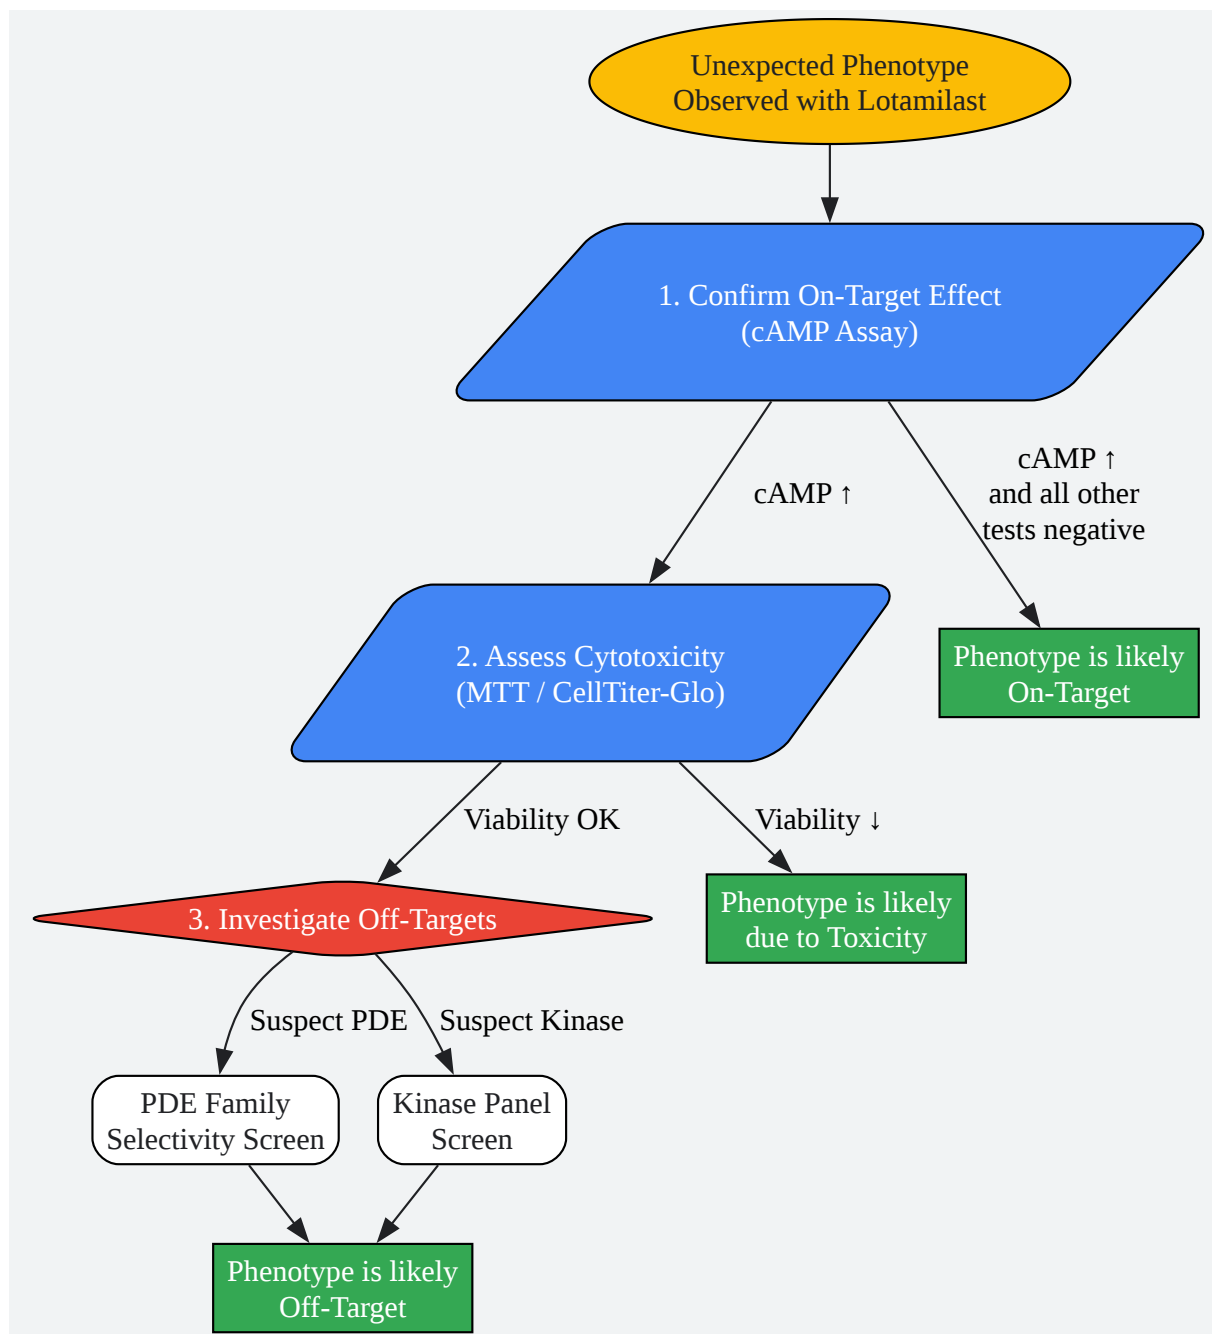 Unexpected Phenotype
Observed with Lotamilast
1. Confirm On-Target Effect
(cAMP Assay)
cAMP ↑
cAMP ↑
and all other
tests negative
2. Assess Cytotoxicity
(MTT / CellTiter-Glo)
Phenotype is likely
On-Target
Viability OK
Viability ↓
3. Investigate Off-Targets
Phenotype is likely
due to Toxicity
Suspect PDE
Suspect Kinase
PDE Family
Selectivity Screen
Kinase Panel
Screen
Phenotype is likely
Off-Target